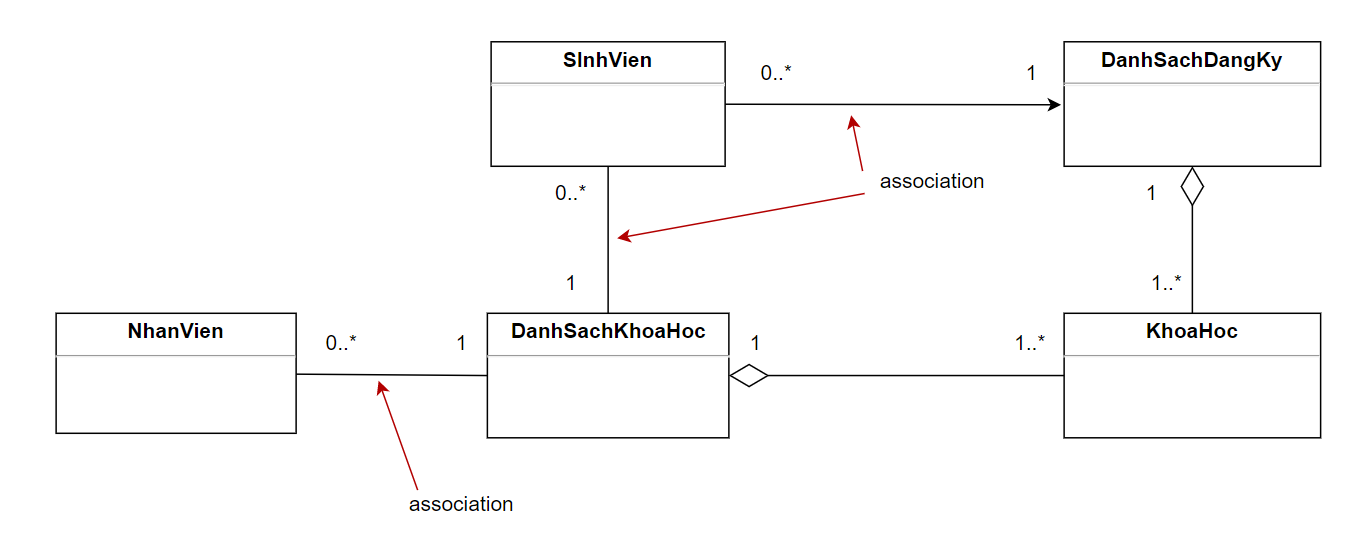 SInhVien
DanhSachDangKy
0..*
1
association
0..*
1
1
1..*
NhanVien
0..*
1
DanhSachKhoaHoc
1
1..*
KhoaHoc
association